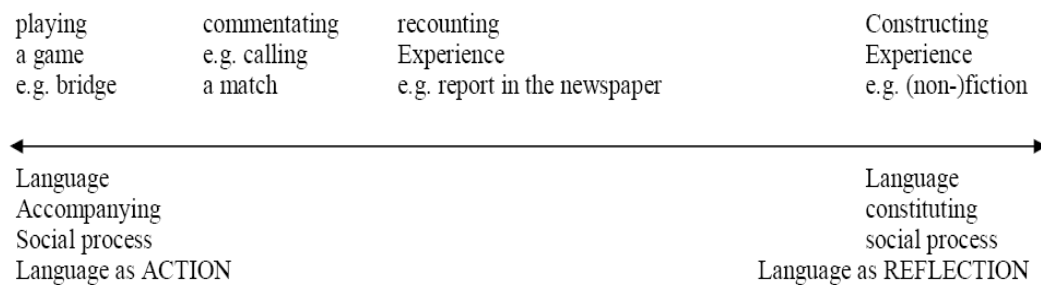 playing commentating recounting Constructing
a game e.g. calling Experience Experience
e.g. bridge a match e.g. report in the newspaper e.g. (non-)fiction
Language Language
Accompanying constituting
Social process social process
Language as ACTION Language as REFLECTION